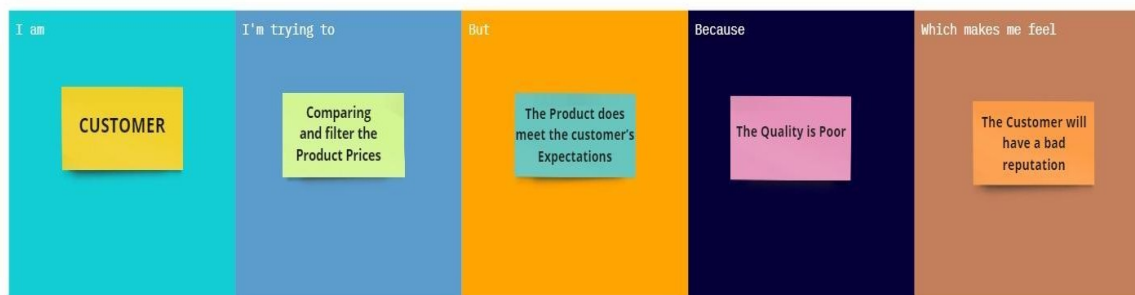 I am
CUSTOMER
I'm trying to
Comparing
and filter the
Product Prices
But
The Product does
meet the customer's
Expectations
Because
The Quality is Poor
Which makes me feel
The Customer will
have a bad
reputation